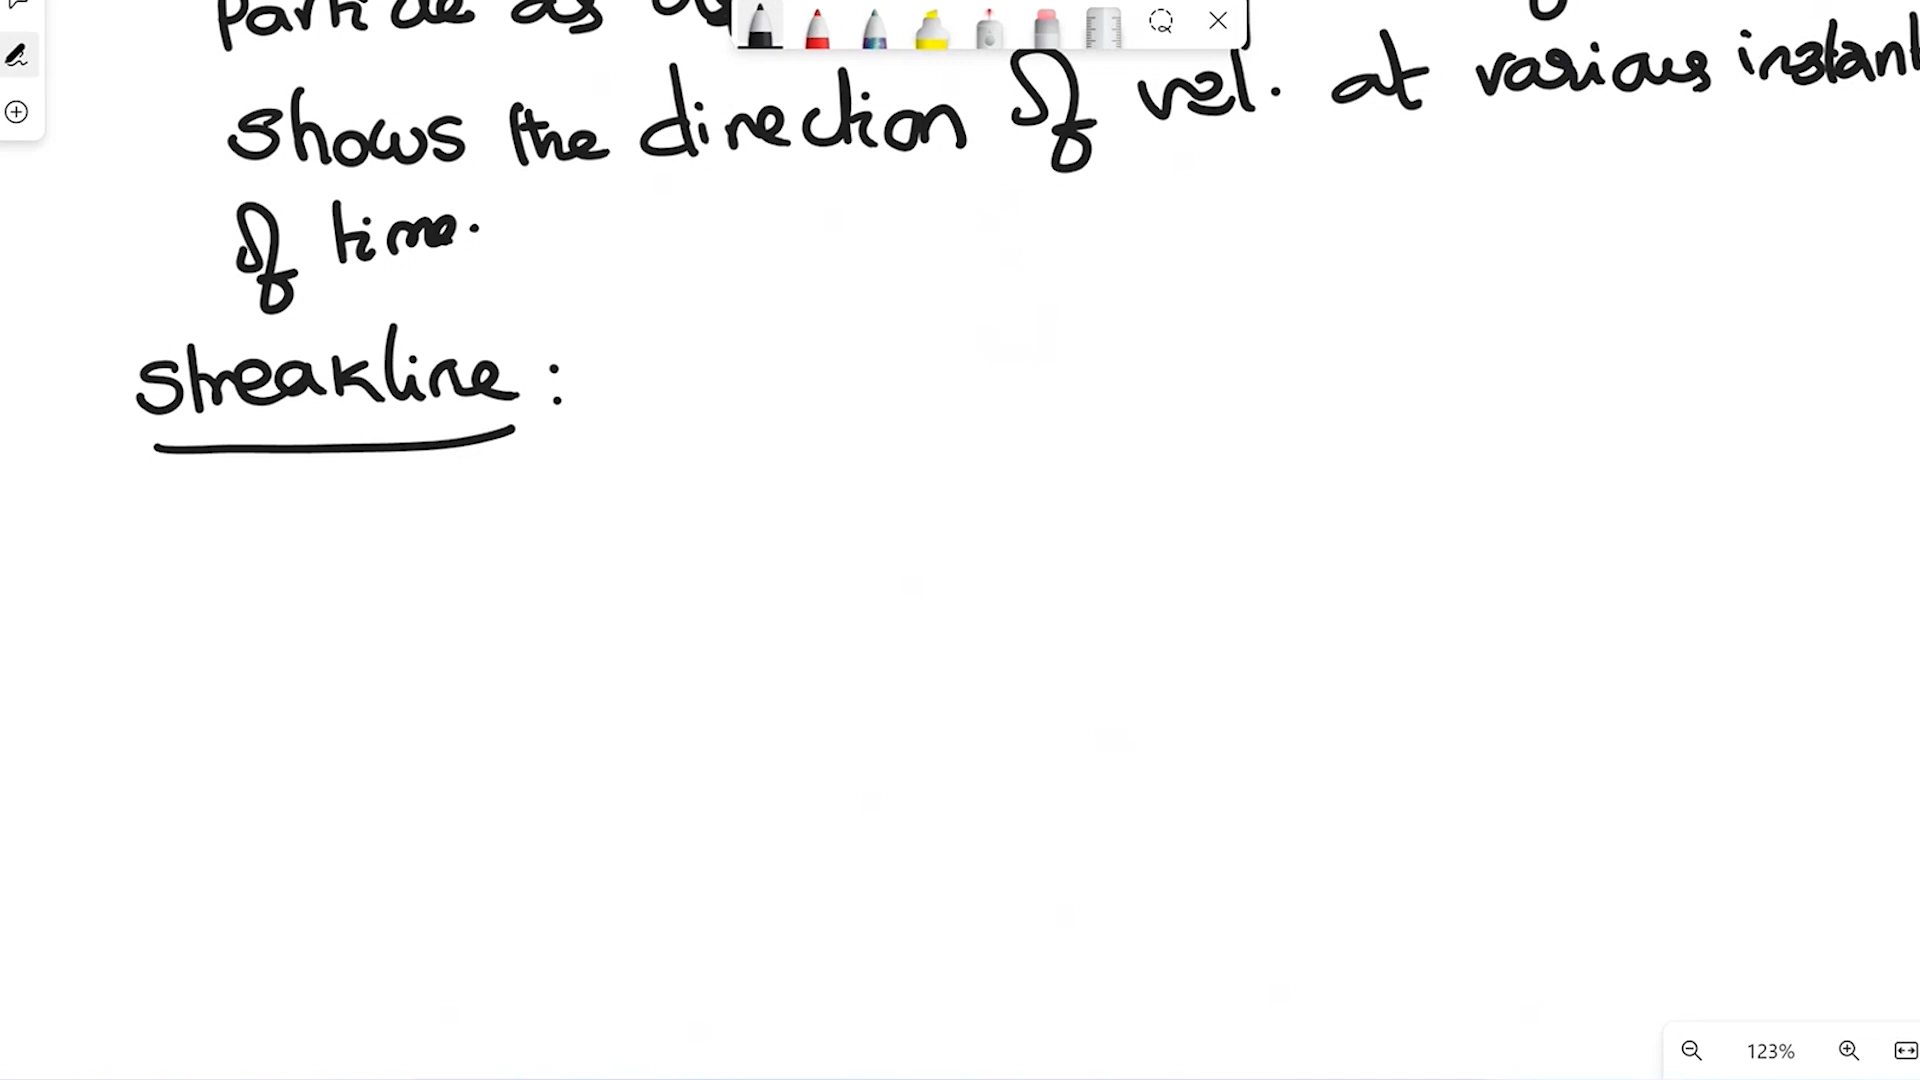 particle as
shows the direction of vel. at various instant
of time.
streakline :
123%